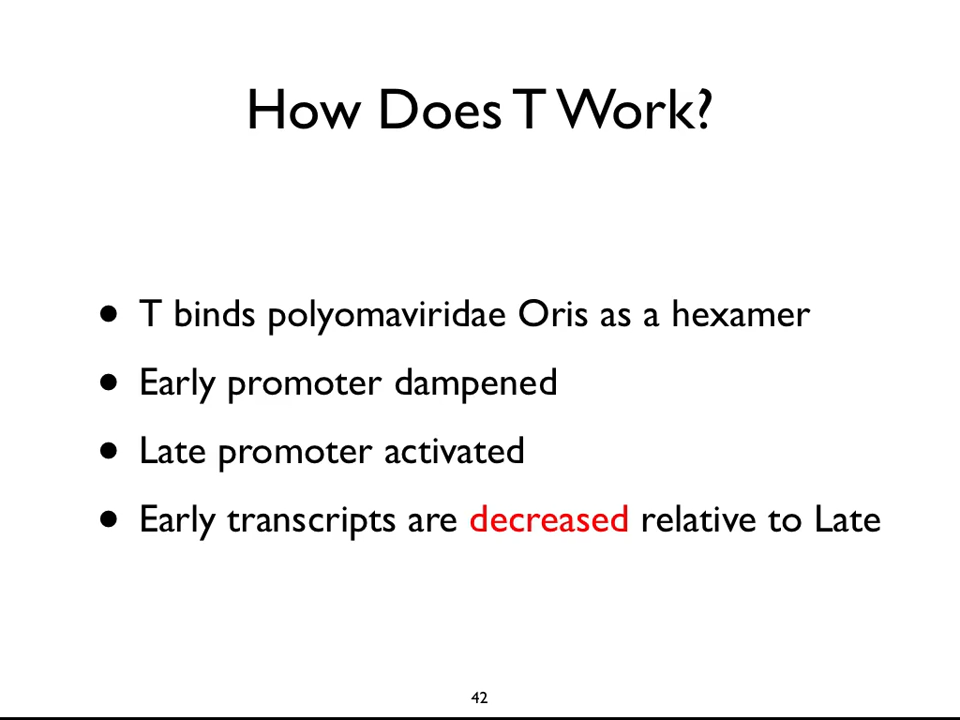 How Does T Work?
• T binds polyomaviridae Oris as a hexamer
• Early promoter dampened
• Late promoter activated
• Early transcripts are decreased relative to Late
42